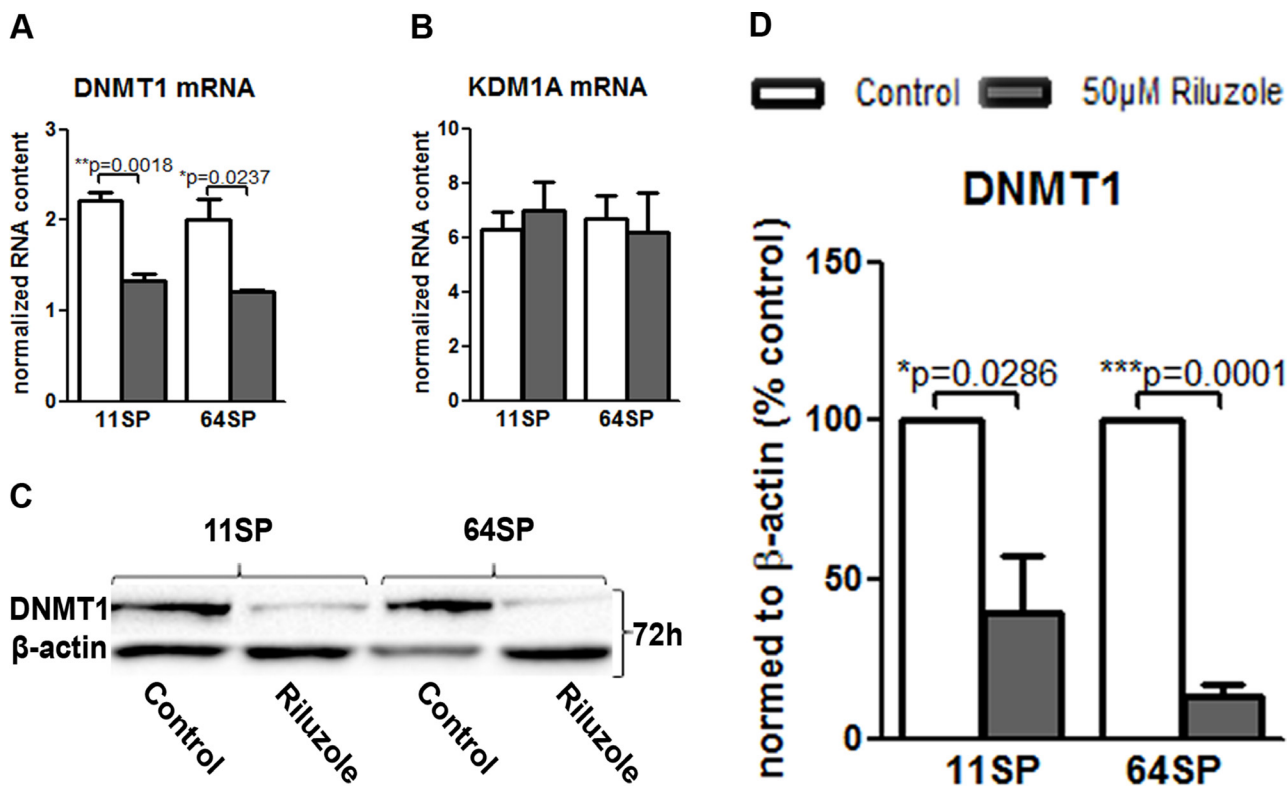 A
DNMT1 mRNA
normalized RNA content
3
2
1
0
**p=0.0018
*p=0.0237
11SP
64SP
B
KDM1A mRNA
normalized RNA content
10
8
6
4
2
0
11SP
64SP
C
11SP
64SP
DNMT1
β-actin
72h
Control
Riluzole
Control
Riluzole
D
Control
50µM Riluzole
DNMT1
normed to β-actin (% control)
150
100
50
0
*p=0.0286
***p=0.0001
11SP
64SP